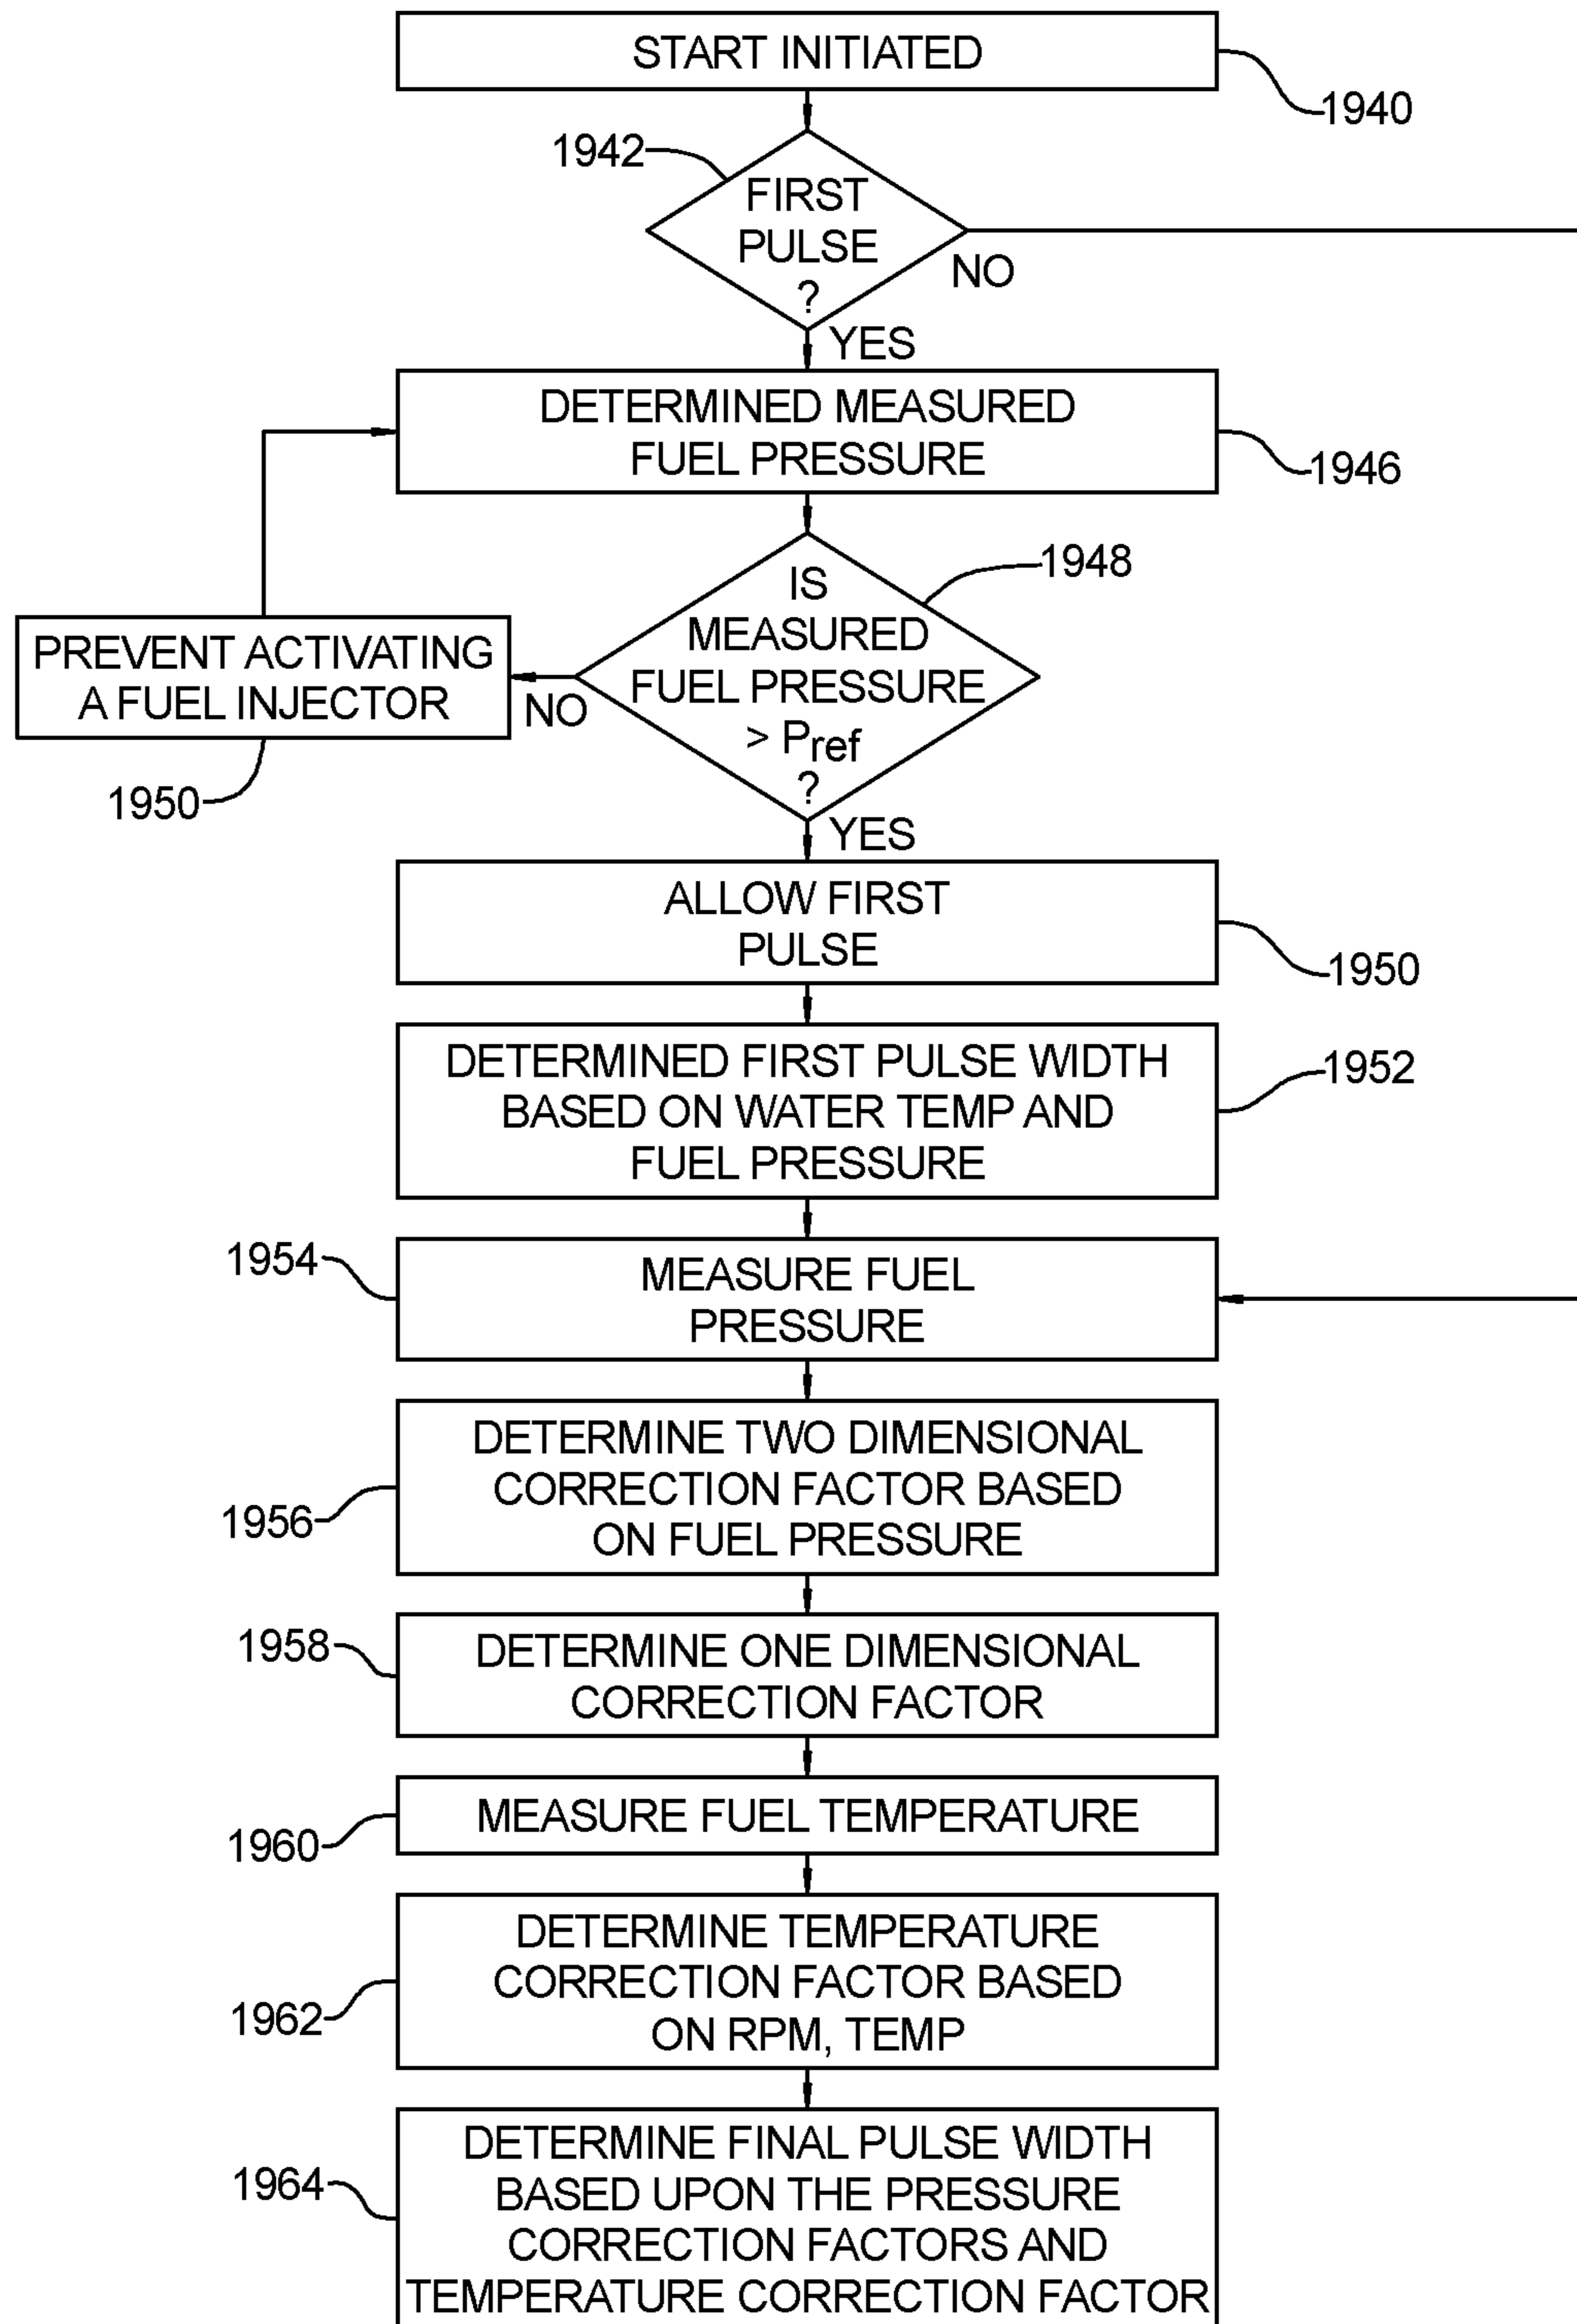 START INITIATED
1940
1942
FIRST
PULSE
?
NO
YES
DETERMINED MEASURED
FUEL PRESSURE
1946
IS
MEASURED
FUEL PRESSURE
> Pref
?
1948
NO
PREVENT ACTIVATING
A FUEL INJECTOR
1950
YES
ALLOW FIRST
PULSE
1950
DETERMINED FIRST PULSE WIDTH
BASED ON WATER TEMP AND
FUEL PRESSURE
1952
1954
MEASURE FUEL
PRESSURE
1956
DETERMINE TWO DIMENSIONAL
CORRECTION FACTOR BASED
ON FUEL PRESSURE
1958
DETERMINE ONE DIMENSIONAL
CORRECTION FACTOR
1960
MEASURE FUEL TEMPERATURE
1962
DETERMINE TEMPERATURE
CORRECTION FACTOR BASED
ON RPM, TEMP
1964
DETERMINE FINAL PULSE WIDTH
BASED UPON THE PRESSURE
CORRECTION FACTORS AND
TEMPERATURE CORRECTION FACTOR